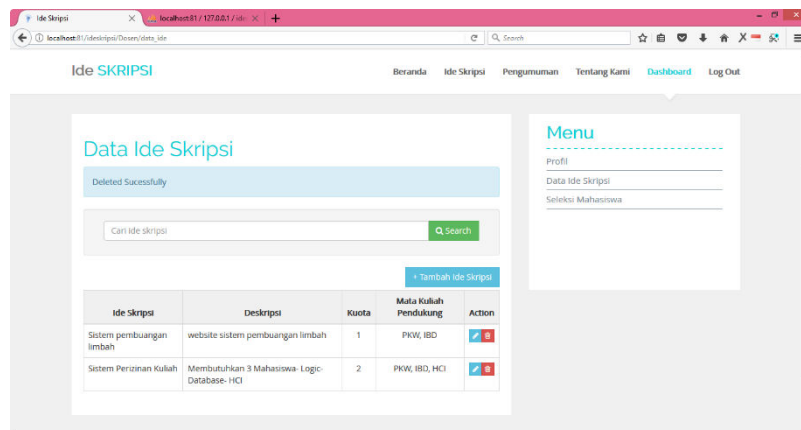 Ide Skripsi
localhost:81 / 127.0.0.1 / ide
localhost:81/ideskripsi/Dosen/data_ide
Search
Ide SKRIPSI
Beranda Ide Skripsi Pengumuman Tentang Kami Dashboard Log Out
Data Ide Skripsi
Deleted Sucessfully
Cari ide skripsi
Search
+ Tambah Ide Skripsi
Ide Skripsi Deskripsi Kuota Mata Kuliah Pendukung Action
Sistem pembuangan limbah website sistem pembuangan limbah 1 PKW, IBD
Sistem Perizinan Kuliah Membutuhkan 3 Mahasiswa- Logic- Database- HCI 2 PKW, IBD, HCI
Menu
Profil
Data Ide Skripsi
Seleksi Mahasiswa